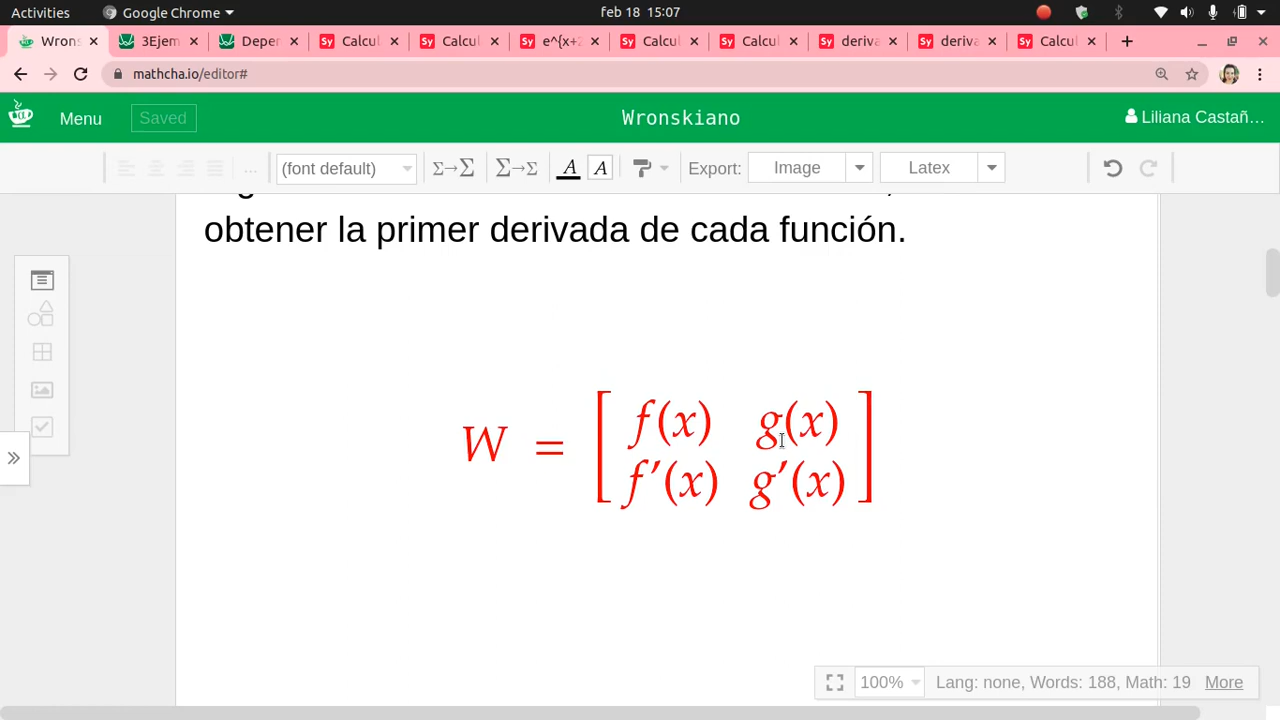 Activities Google Chrome feb 18 15:07
Wrons 3Ejem Deper Calcul Calcul e^{x+2 Calcul Calcul deriva deriva Calcul
mathcha.io/editor#
Menu Saved Wronskiano Liliana Castañ...
... (font default) Σ→Σ Σ→Σ A A Export: Image Latex
obtener la primer derivada de cada función.
W = [ f(x) g(x)
f′(x) g′(x) ]
100% Lang: none, Words: 188, Math: 19 More